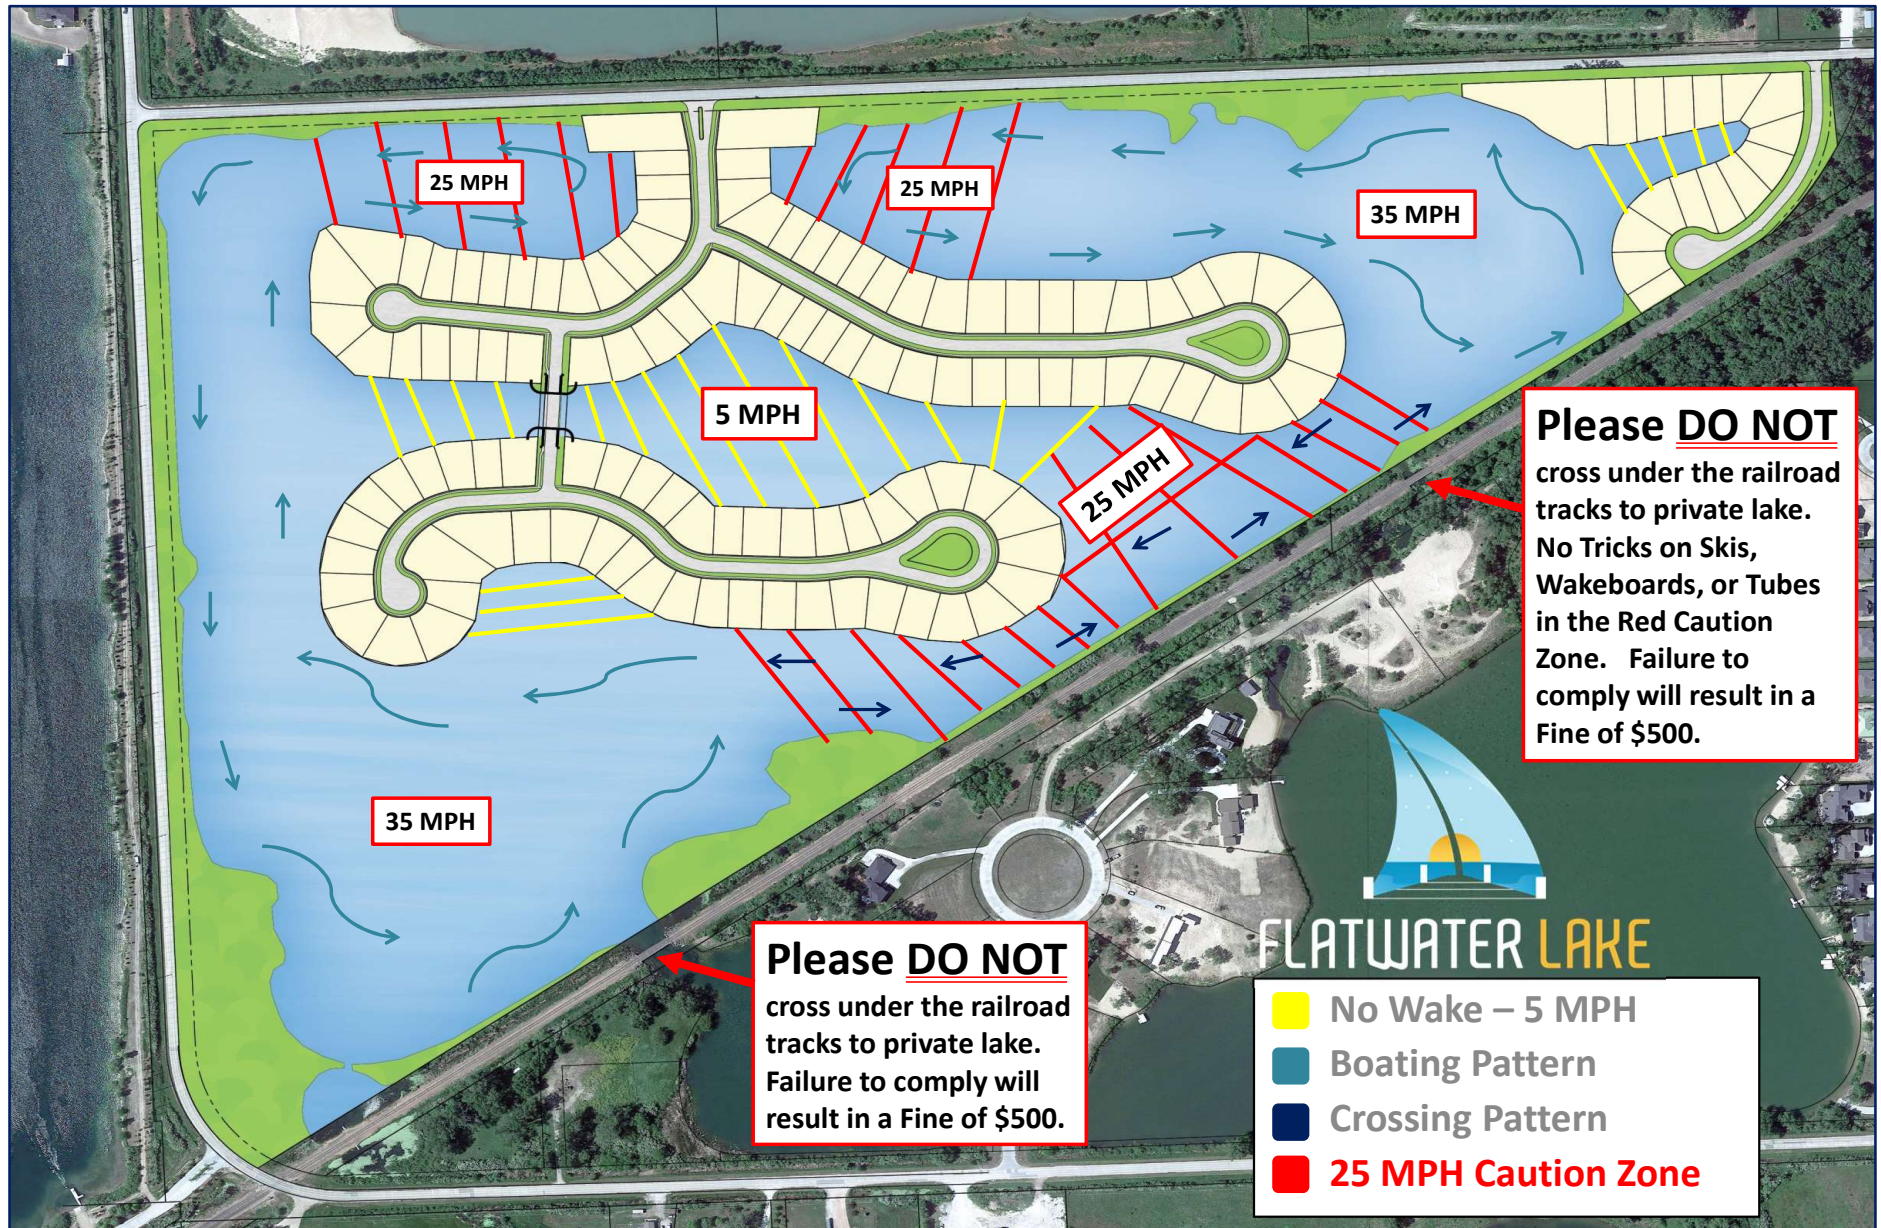 25 MPH
25 MPH
35 MPH
5 MPH
25 MPH
35 MPH
Please DO NOT
cross under the railroad
tracks to private lake.
No Tricks on Skis,
Wakeboards, or Tubes
in the Red Caution
Zone. Failure to
comply will result in a
Fine of $500.
Please DO NOT
cross under the railroad
tracks to private lake.
Failure to comply will
result in a Fine of $500.
FLATWATER LAKE
No Wake – 5 MPH
Boating Pattern
Crossing Pattern
25 MPH Caution Zone